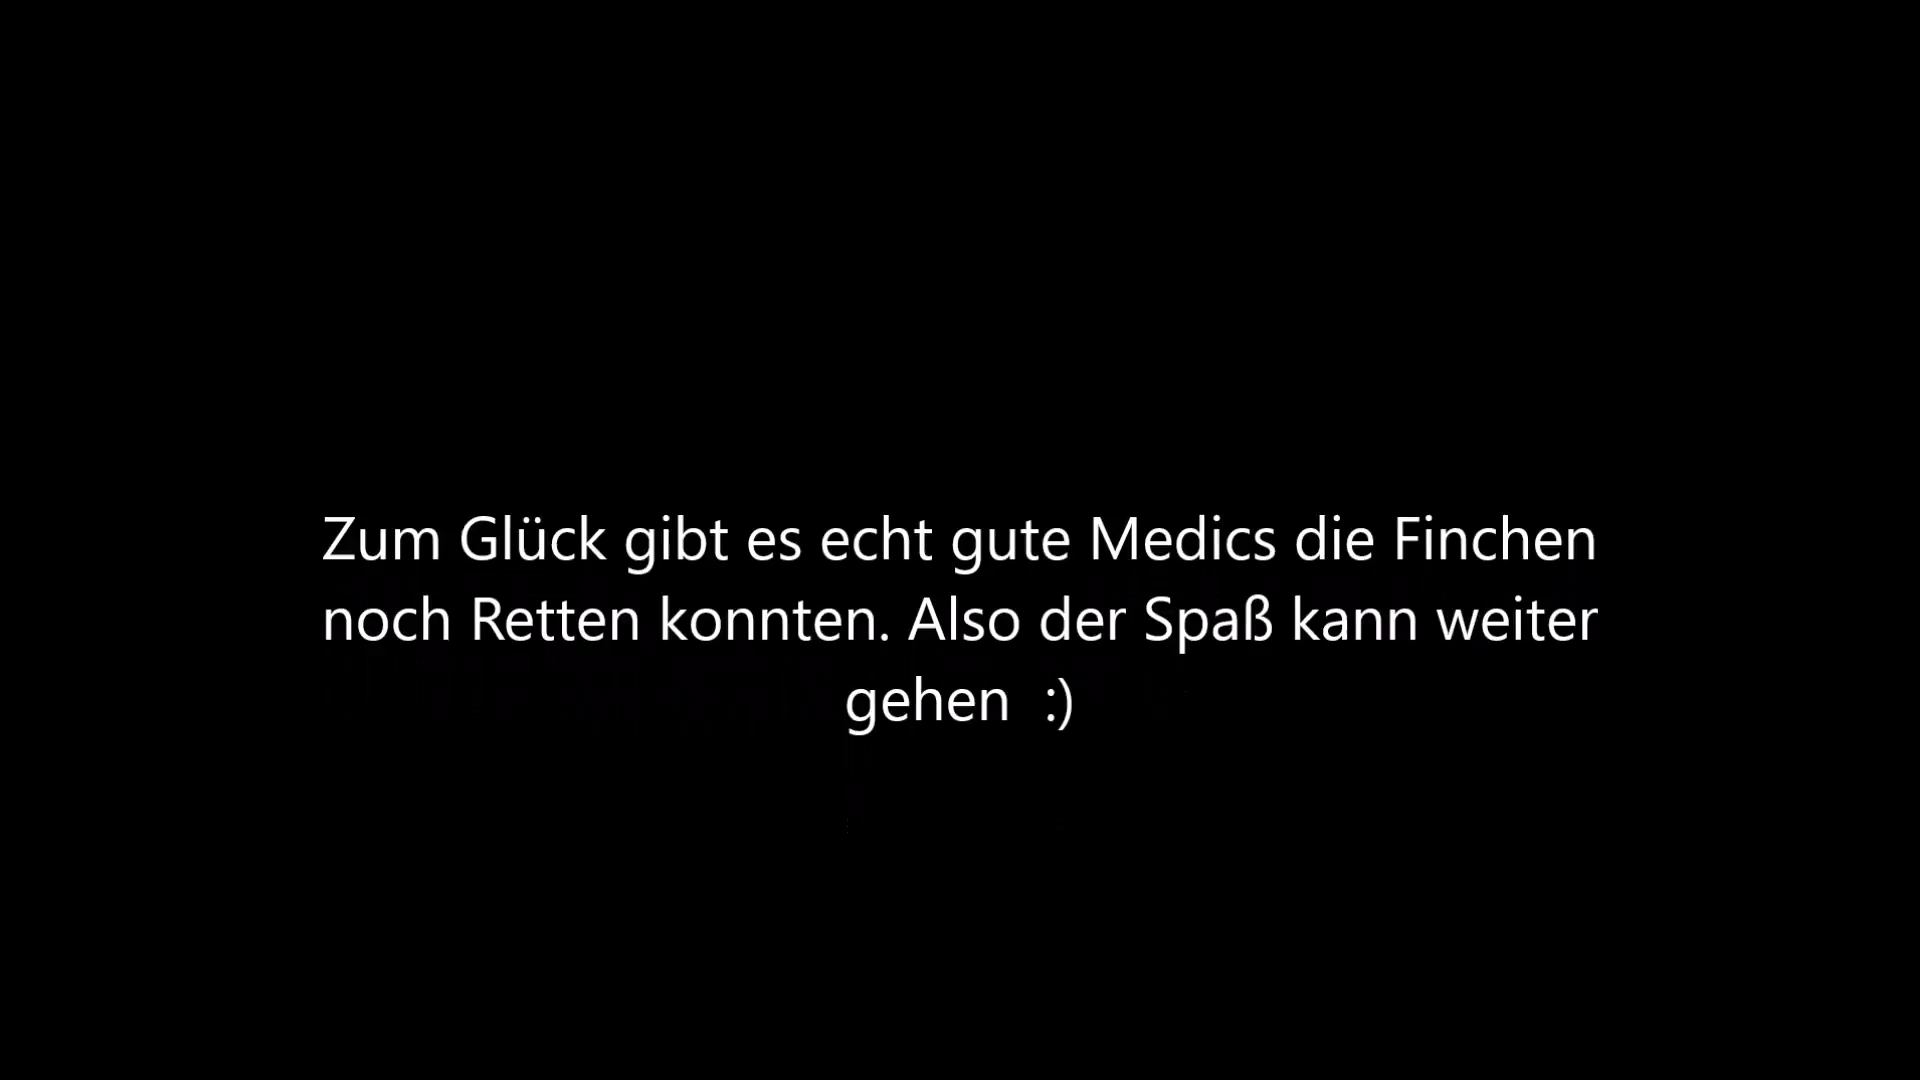 Zum Glück gibt es echt gute Medics die Finchen
noch Retten konnten. Also der Spaß kann weiter
gehen  :)